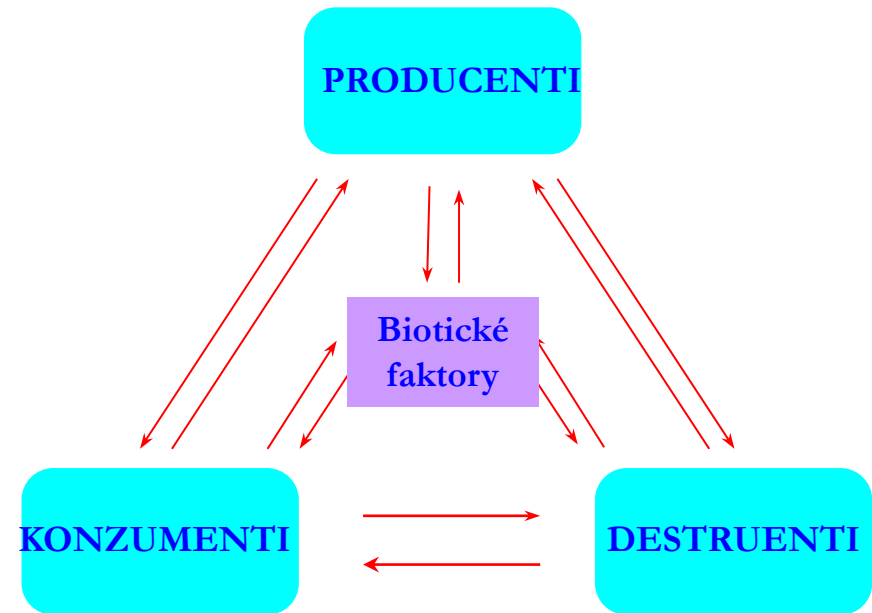 PRODUCENTI
Biotické
faktory
KONZUMENTI
DESTRUENTI